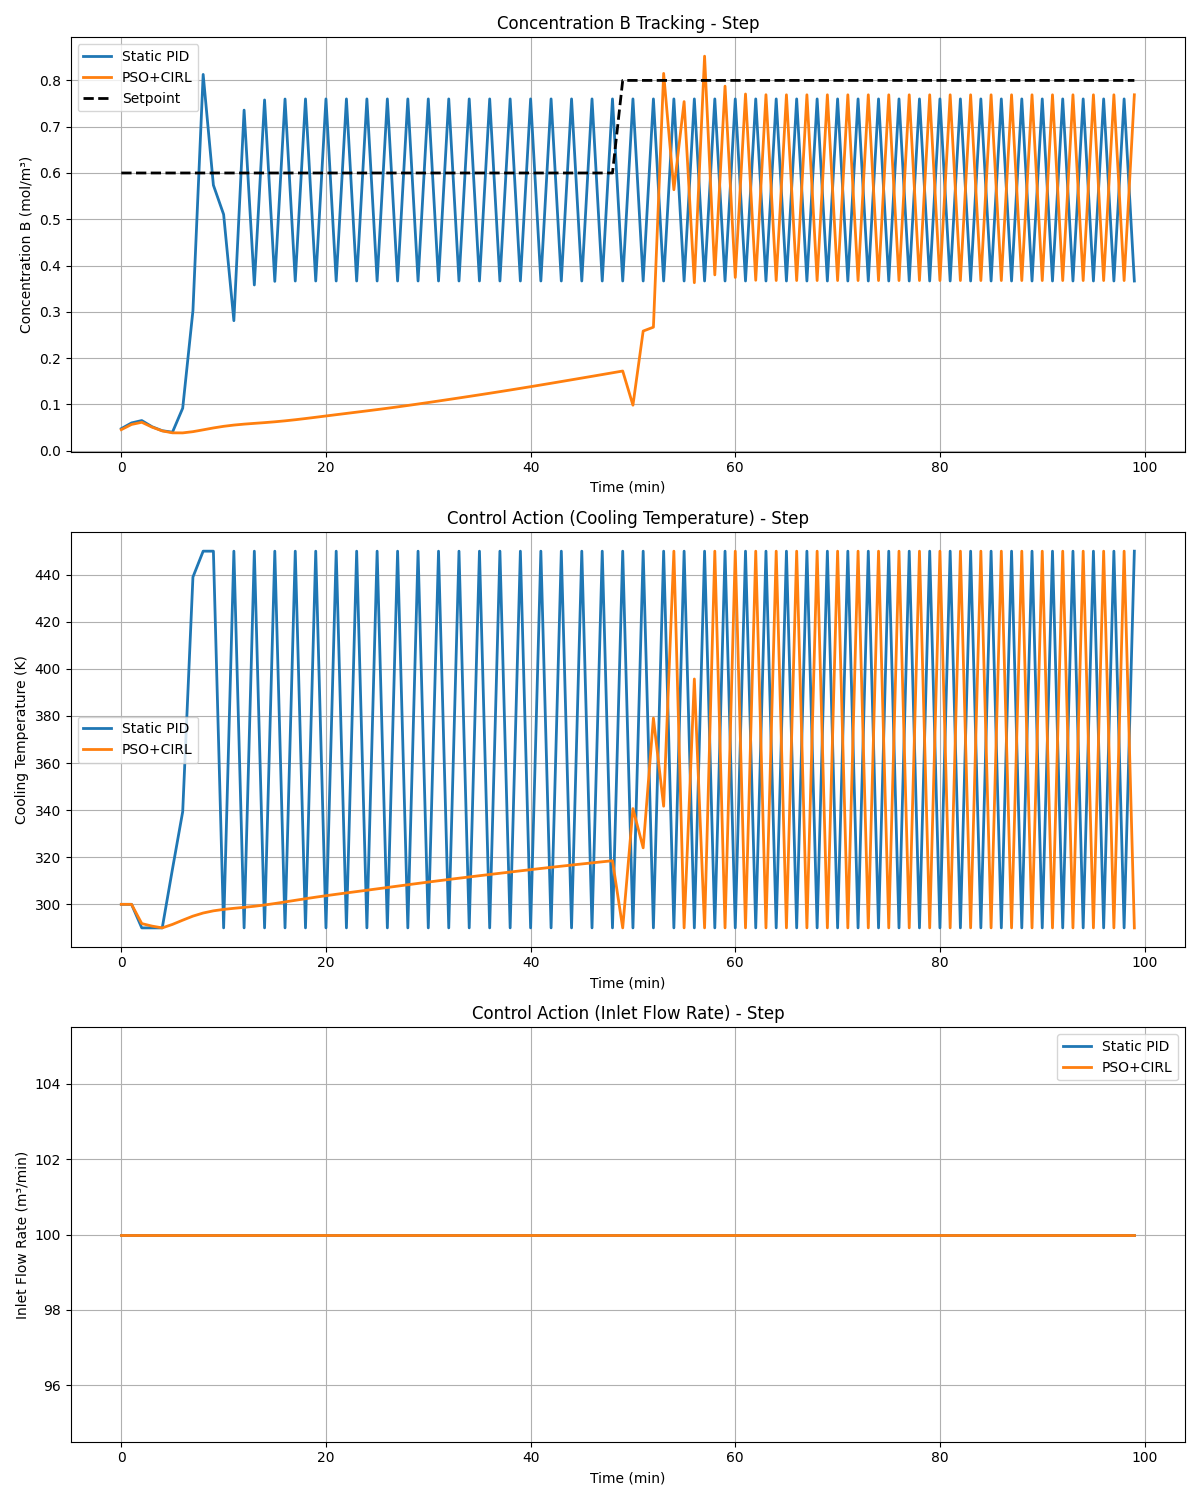 Concentration B Tracking - Step
Static PID
PSO+CIRL
Setpoint
Concentration B (mol/m³)
0.8
0.7
0.6
0.5
0.4
0.3
0.2
0.1
0.0
0 20 40 60 80 100
Time (min)
Control Action (Cooling Temperature) - Step
Static PID
PSO+CIRL
Cooling Temperature (K)
440
420
400
380
360
340
320
300
0 20 40 60 80 100
Time (min)
Control Action (Inlet Flow Rate) - Step
Static PID
PSO+CIRL
Inlet Flow Rate (m³/min)
104
102
100
98
96
0 20 40 60 80 100
Time (min)